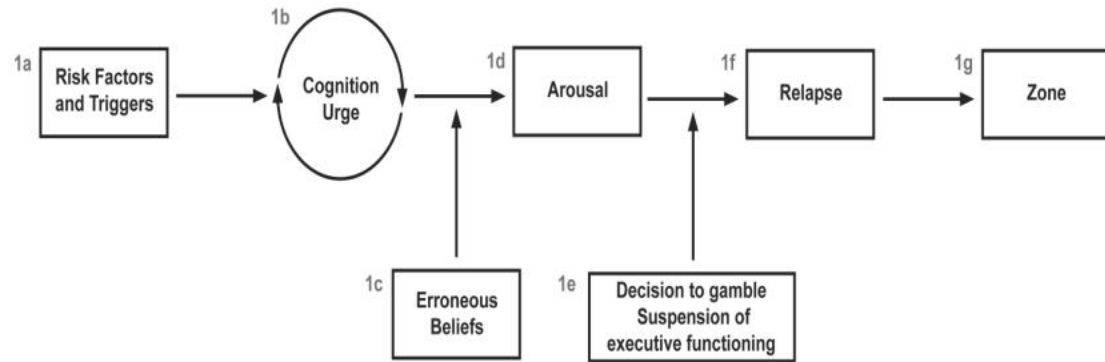 1a
Risk Factors
and Triggers
1b
Cognition
Urge
1c
Erroneous
Beliefs
1d
Arousal
1e
Decision to gamble
Suspension of
executive functioning
1f
Relapse
1g
Zone